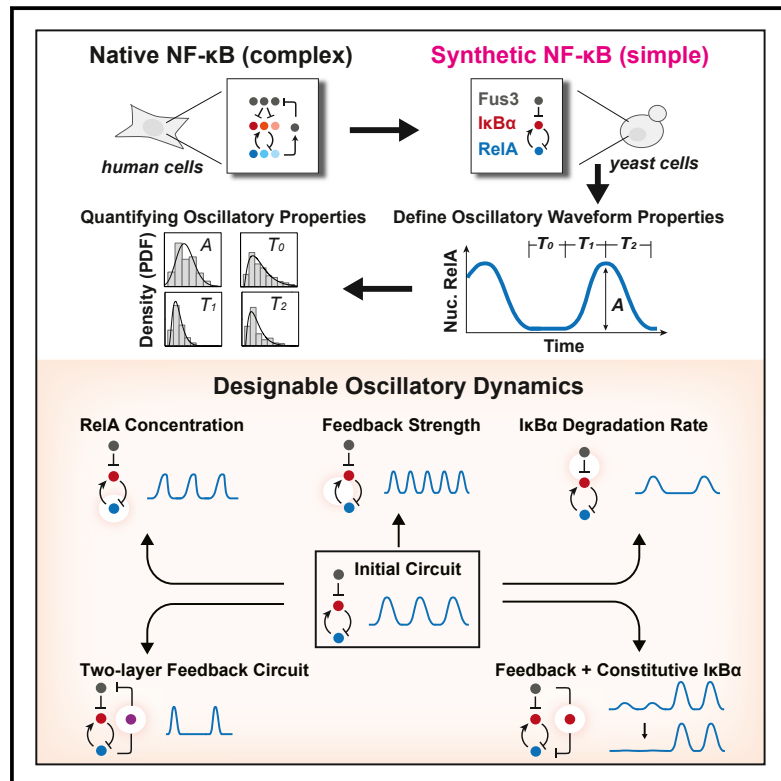 Native NF-κB (complex)
Synthetic NF-κB (simple)
Fus3
IκBα
RelA
human cells
yeast cells
Quantifying Oscillatory Properties
Define Oscillatory Waveform Properties
Density (PDF)
A
T0
T1
T2
Nuc. RelA
T0
T1
T2
A
Time
Designable Oscillatory Dynamics
RelA Concentration
Feedback Strength
IκBα Degradation Rate
Initial Circuit
Two-layer Feedback Circuit
Feedback + Constitutive IκBα